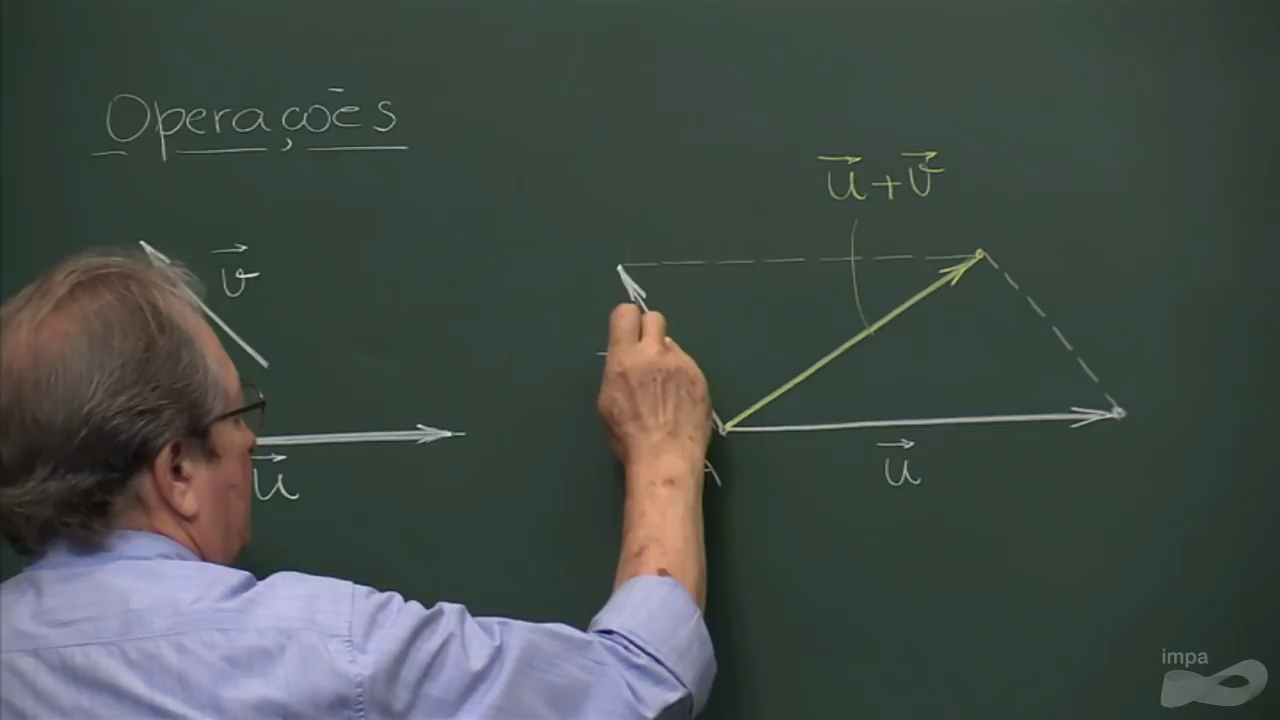 Operações
v⃗
u⃗
u⃗+v⃗
u⃗
A
impa